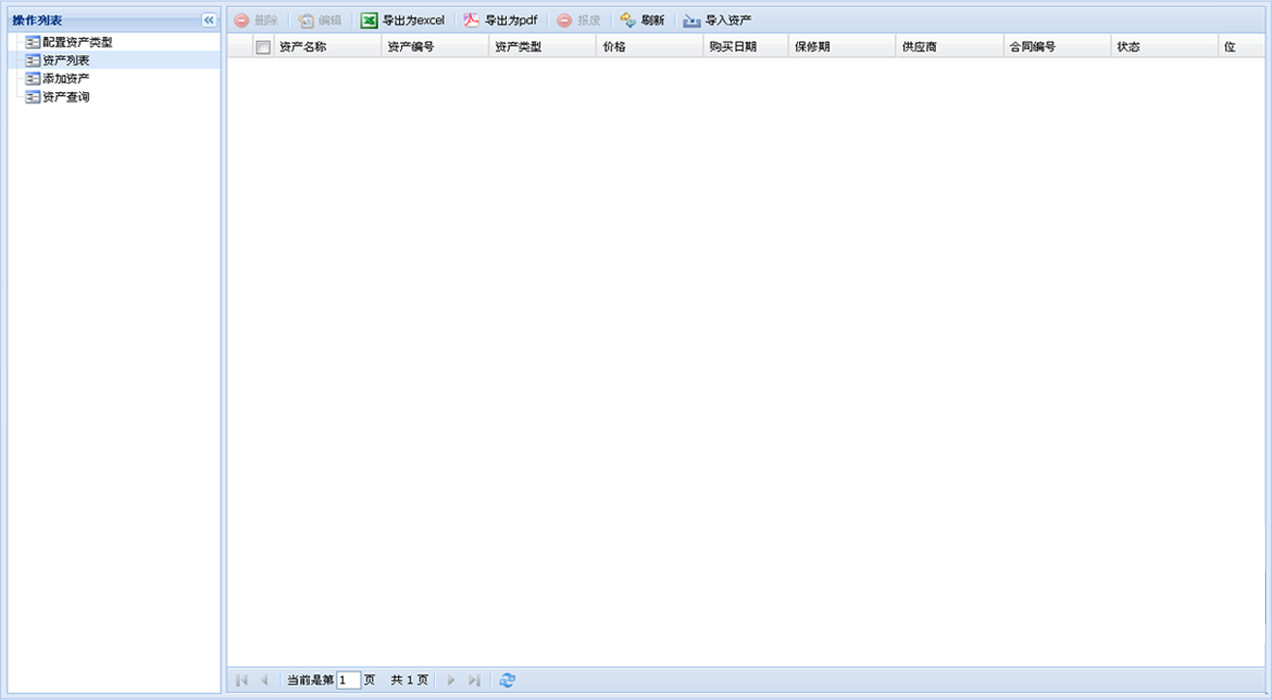 操作列表
配置资产类型
资产列表
添加资产
资产查询
删除 编辑 导出为excel 导出为pdf 报废 刷新 导入资产
资产名称 资产编号 资产类型 价格 购买日期 保修期 供应商 合同编号 状态 位
当前是第 1 页 共 1 页